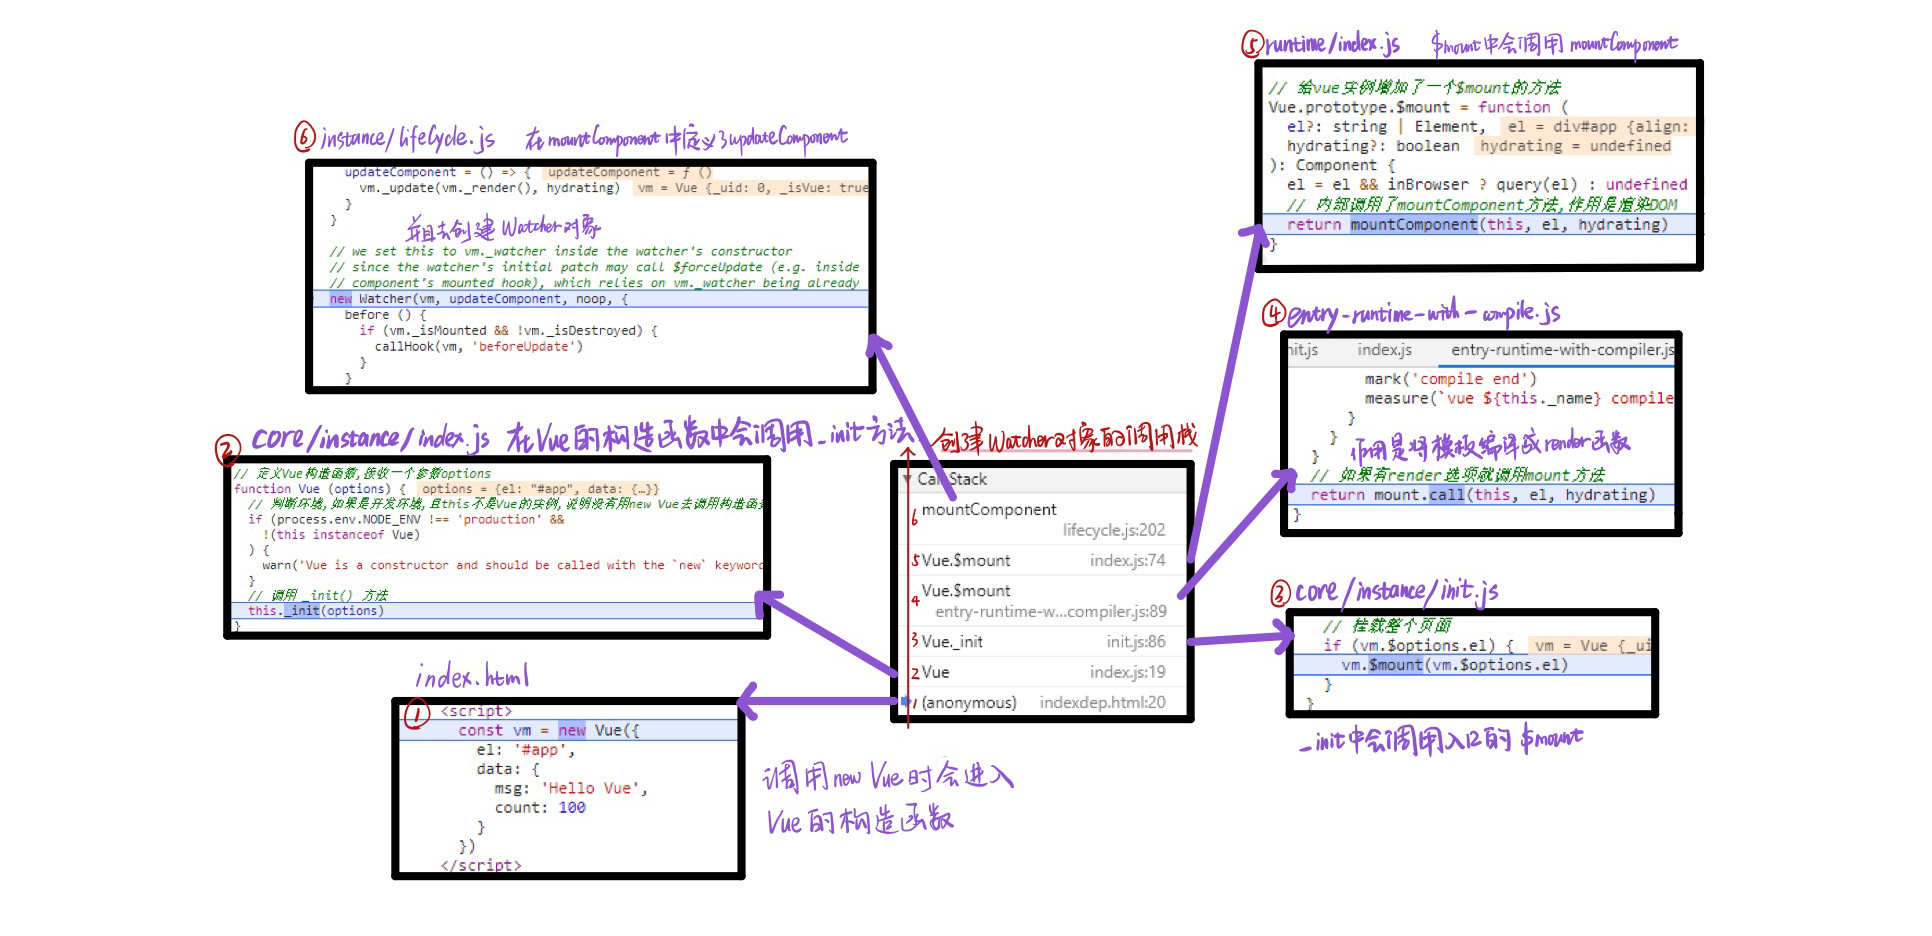 ⑤runtime/index.js $mount中会调用mountComponent
// 给vue实例增加了一个$mount的方法
Vue.prototype.$mount = function (
el?: string | Element, el = div#app {align:
hydrating?: boolean hydrating = undefined
): Component {
el = el && inBrowser ? query(el) : undefined
// 内部调用了mountComponent方法,作用是渲染DOM
return mountComponent(this, el, hydrating)
}
⑥ instance/lifecycle.js 在mountComponent中定义了updateComponent
updateComponent = () => { updateComponent = ƒ ()
vm._update(vm._render(), hydrating) vm = Vue {_uid: 0, _isVue: true
}
}
并且去创建Watcher对象
// we set this to vm._watcher inside the watcher's constructor
// since the watcher's initial patch may call $forceUpdate (e.g. inside
// component's mounted hook), which relies on vm._watcher being already
new Watcher(vm, updateComponent, noop, {
before () {
if (vm._isMounted && !vm._isDestroyed) {
callHook(vm, 'beforeUpdate')
}
}
④entry-runtime-with-compile.js
nit.js index.js entry-runtime-with-compiler.js
mark('compile end')
measure(`vue ${this._name} compile
}
}
} 作用是将模板编译成render函数
// 如果有render选项就调用mount方法
return mount.call(this, el, hydrating)
}
② core/instance/index.js 在Vue的构造函数中会调用_init方法
// 定义Vue构造函数,接收一个参数options
function Vue (options) { options = {el: "#app", data: {…}}
// 判断环境,如果是开发环境,且this不是Vue的实例,说明没有用new Vue去调用构造函数
if (process.env.NODE_ENV !== 'production' &&
!(this instanceof Vue)
) {
warn('Vue is a constructor and should be called with the `new` keyword
}
// 调用 _init() 方法
this._init(options)
}
创建Watcher对象的调用栈
Call Stack
6 mountComponent
lifecycle.js:202
5 Vue.$mount index.js:74
4 Vue.$mount
entry-runtime-w…compiler.js:89
3 Vue._init init.js:86
2 Vue index.js:19
1 (anonymous) indexdep.html:20
③ core/instance/init.js
// 挂载整个页面
if (vm.$options.el) { vm = Vue {_ui
vm.$mount(vm.$options.el)
}
}
_init中会调用入口的$mount
index.html
①
<script>
const vm = new Vue({
el: '#app',
data: {
msg: 'Hello Vue',
count: 100
}
})
</script>
调用new Vue时会进入
Vue的构造函数